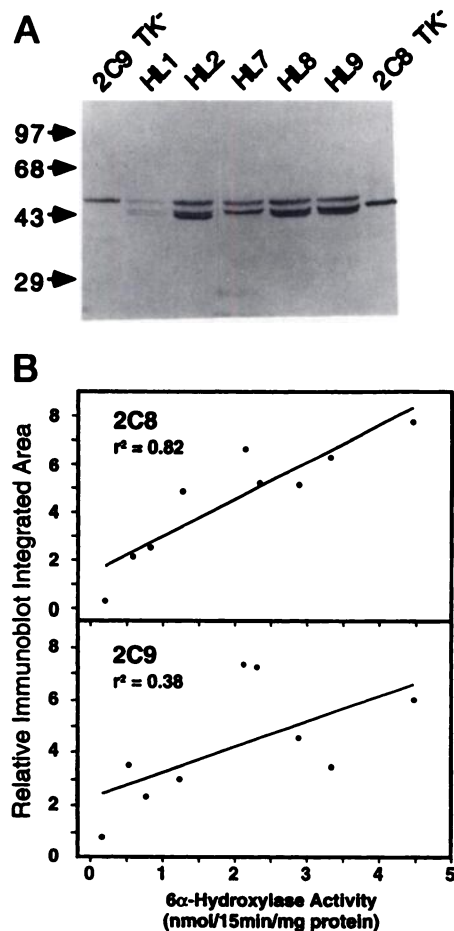 A
2C9 TK-
HL1
HL2
HL7
HL8
HL9
2C8 TK-
97
68
43
29
B
Relative Immunoblot Integrated Area
8
6
4
2
0
2C8
r² = 0.82
8
6
4
2
0
2C9
r² = 0.38
0 1 2 3 4 5
6α-Hydroxylase Activity
(nmol/15min/mg protein)